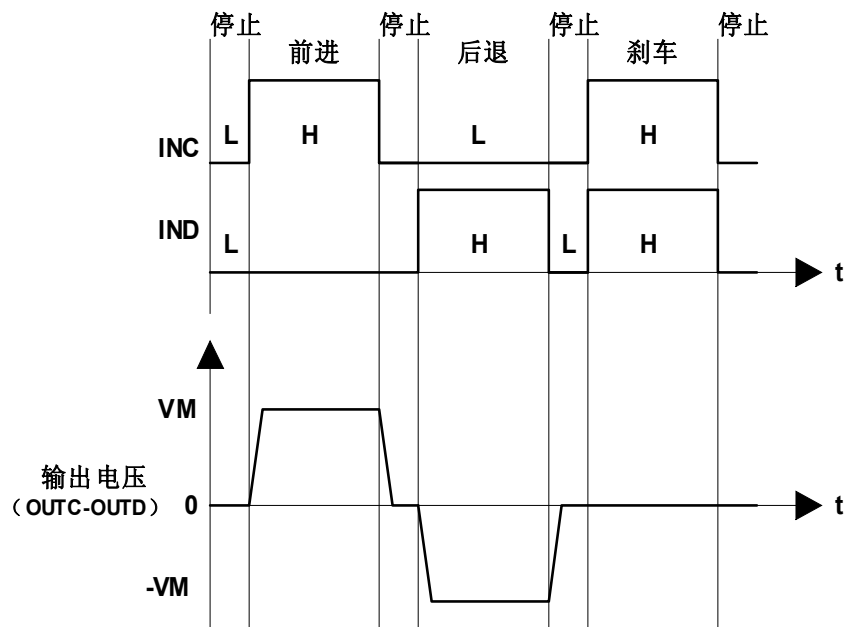 停止 停止 停止 停止
前进 后退 刹车
INC L H L H
IND L H L H
t
VM
输出电压
（OUTC-OUTD） 0 t
-VM